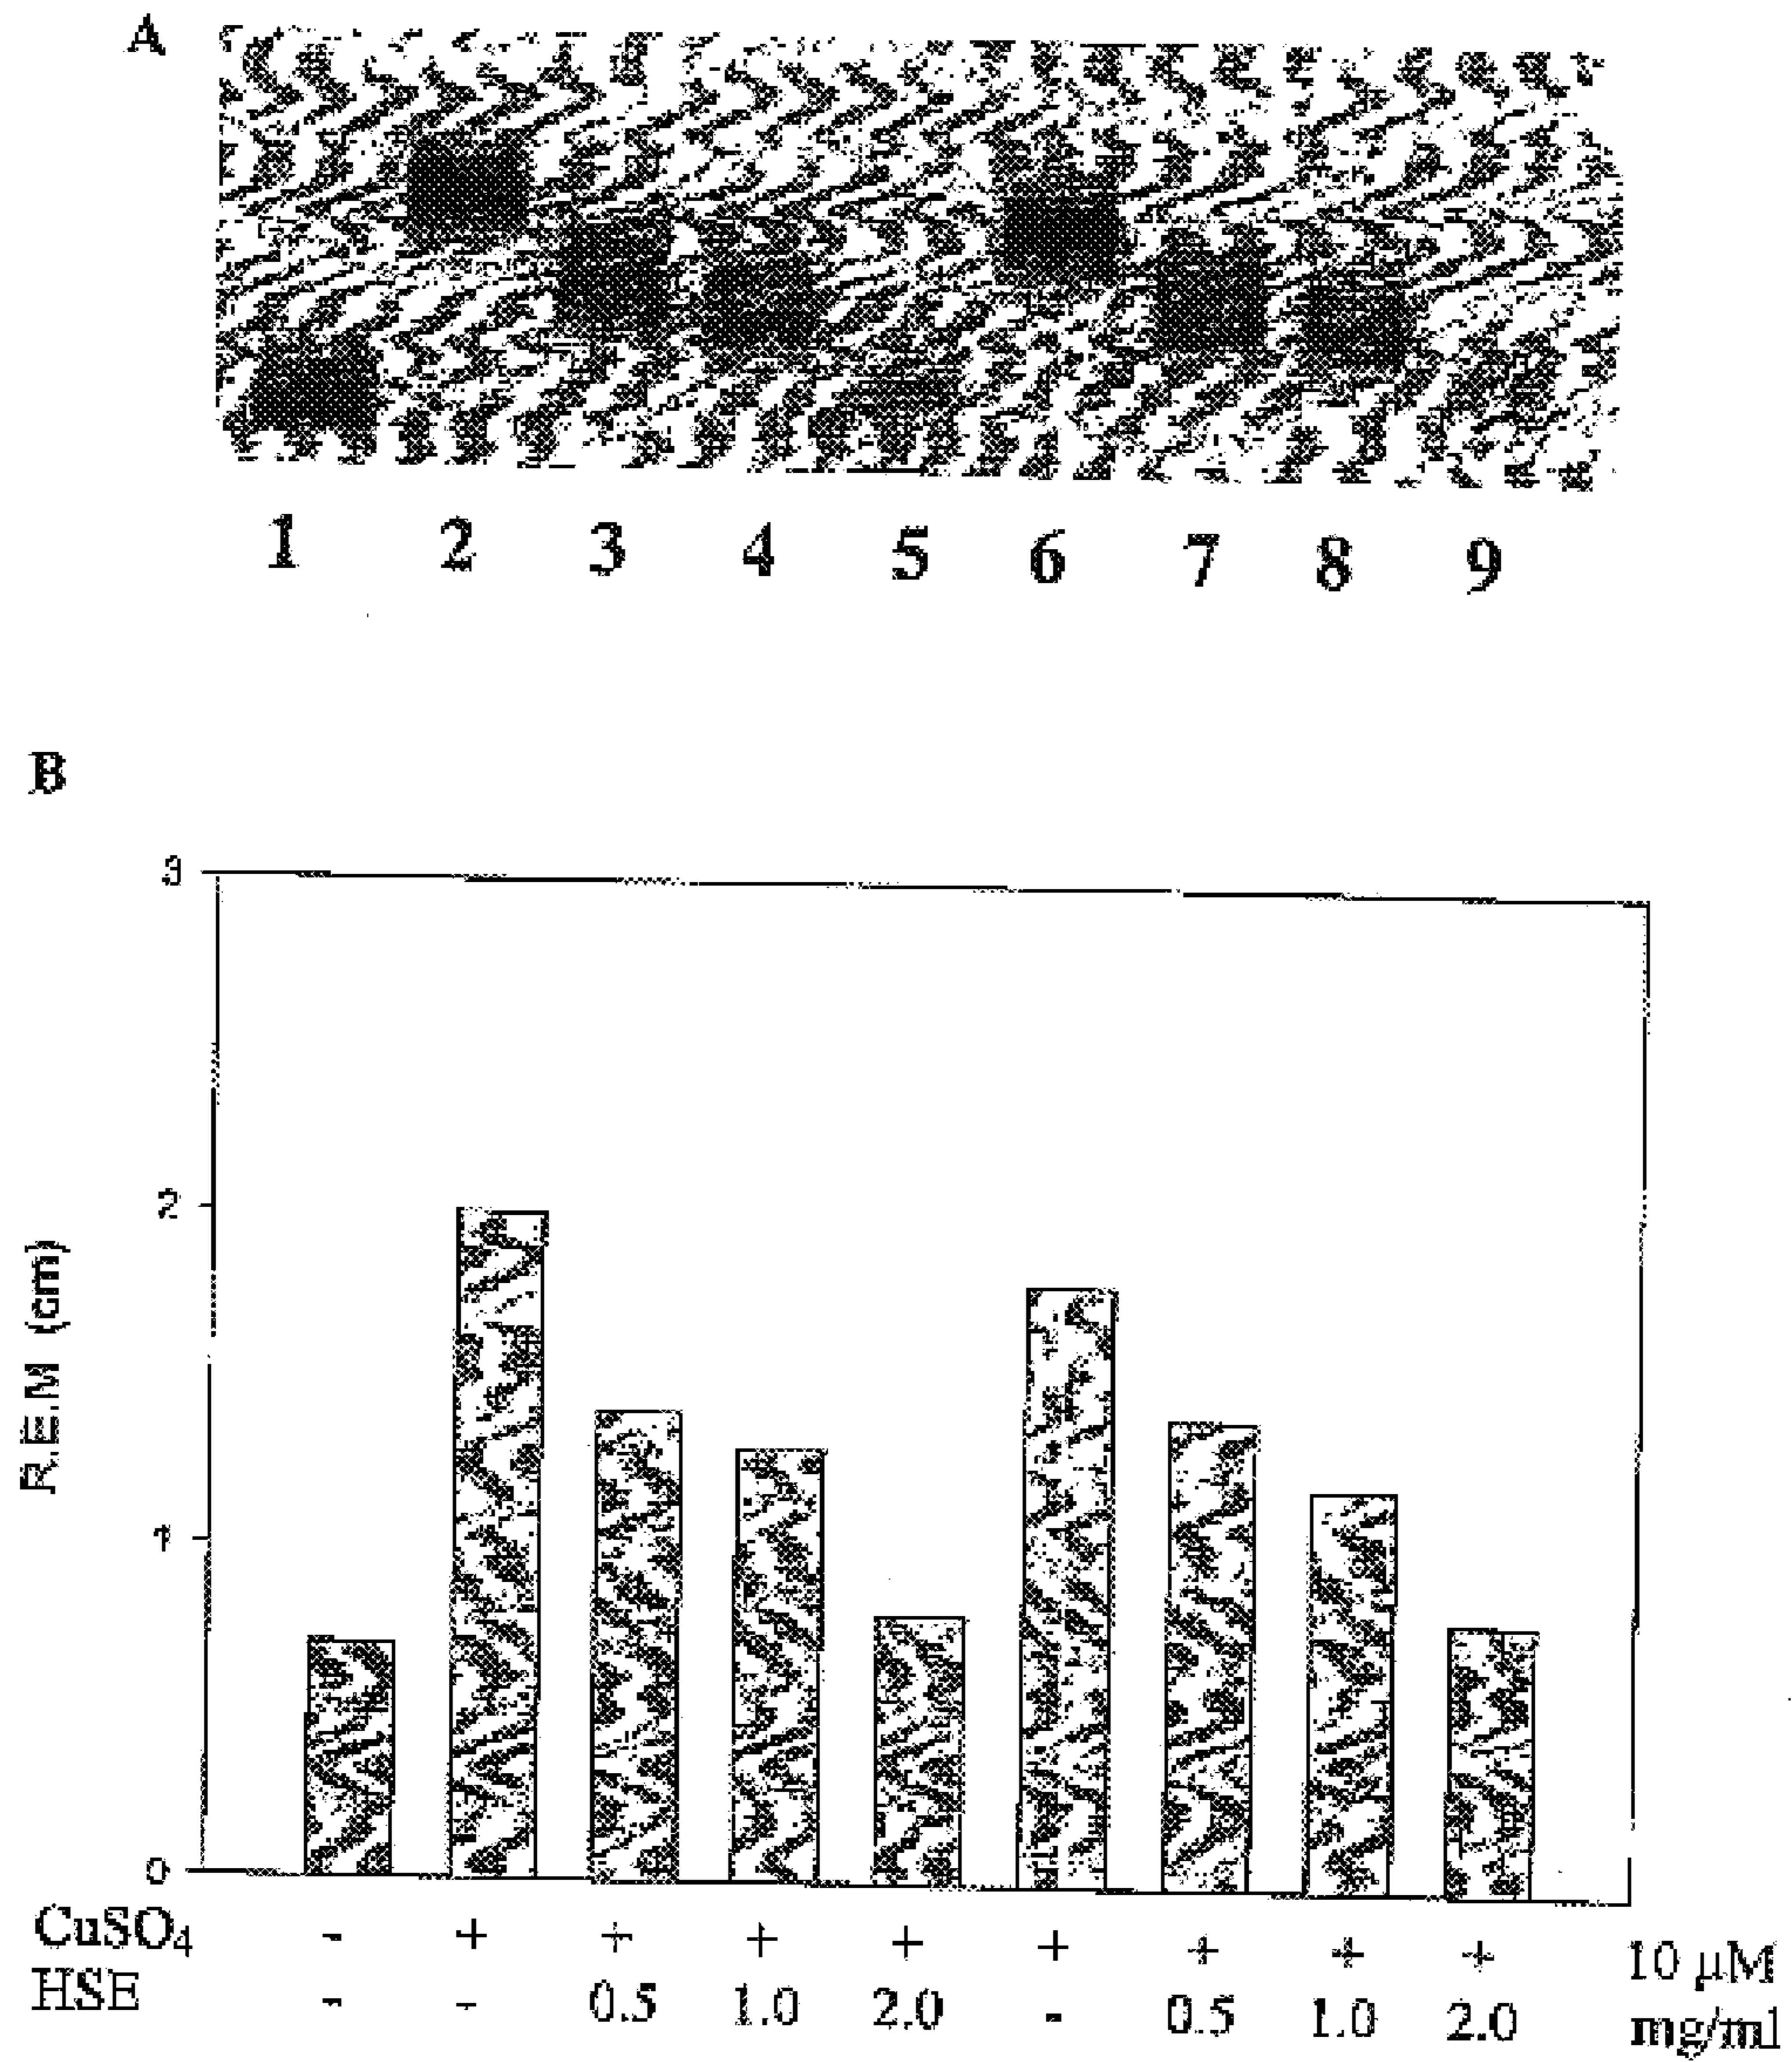 A
1 2 3 4 5 6 7 8 9
B
3
2
1
0
R.E.M (cm)
CuSO₄ - + + + + + + + + 10 µM
HSE - - 0.5 1.0 2.0 - 0.5 1.0 2.0 mg/ml